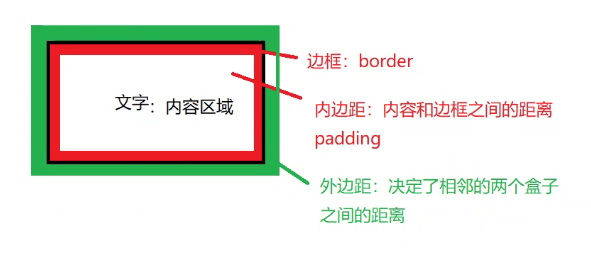 文字：内容区域
边框：border
内边距：内容和边框之间的距离
padding
外边距：决定了相邻的两个盒子
之间的距离